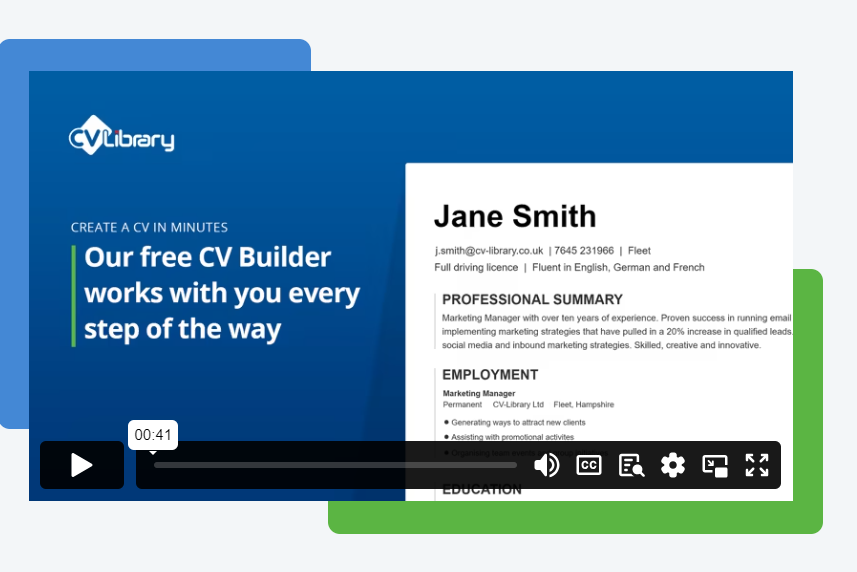 CVLibrary
CREATE A CV IN MINUTES
Our free CV Builder
works with you every
step of the way
Jane Smith
j.smith@cv-library.co.uk | 7645 231966 | Fleet
Full driving licence | Fluent in English, German and French
PROFESSIONAL SUMMARY
Marketing Manager with over ten years of experience. Proven success in running email
implementing marketing strategies that have pulled in a 20% increase in qualified leads.
social media and inbound marketing strategies. Skilled, creative and innovative.
EMPLOYMENT
Marketing Manager
Permanent CV-Library Ltd Fleet, Hampshire
• Generating ways to attract new clients
• Assisting with promotional activites
EDUCATION
00:41
CC